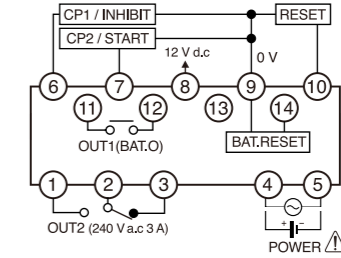 CP1 / INHIBIT RESET
CP2 / START
12 V d.c 0 V
6 7 8 9 10
11 12 13 14
OUT1(BAT.O) BAT.RESET
1 2 3 4 5
OUT2 (240 V a.c 3 A)
+ −
POWER ⚠